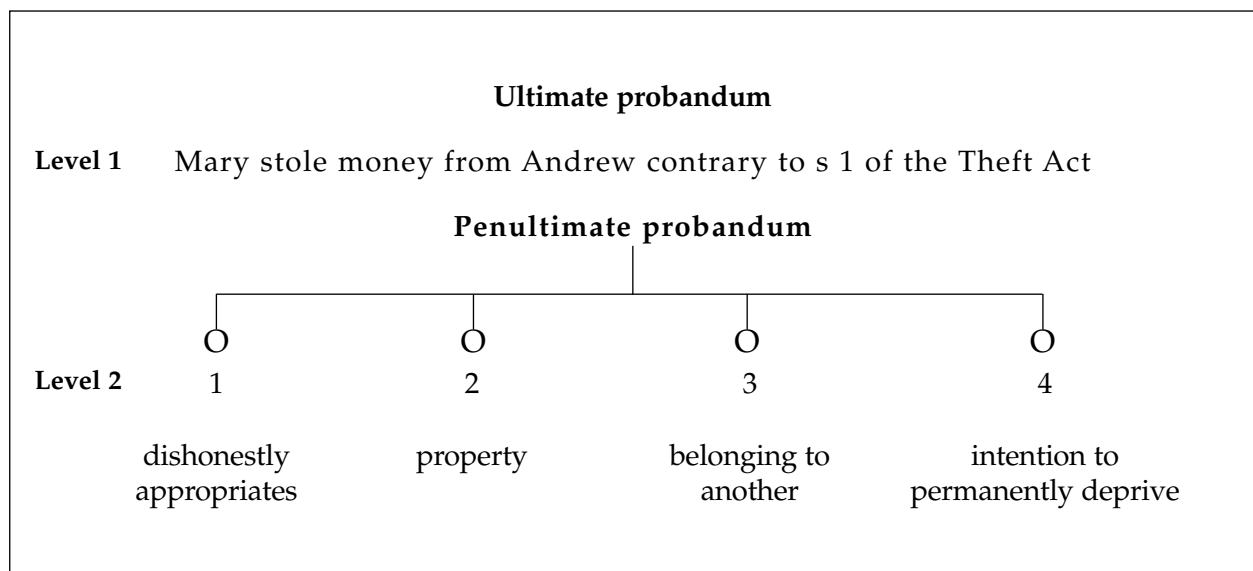 Ultimate probandum
Level 1 Mary stole money from Andrew contrary to s 1 of the Theft Act
Penultimate probandum
O O O O
Level 2 1 2 3 4
dishonestly property belonging to intention to
appropriates another permanently deprive